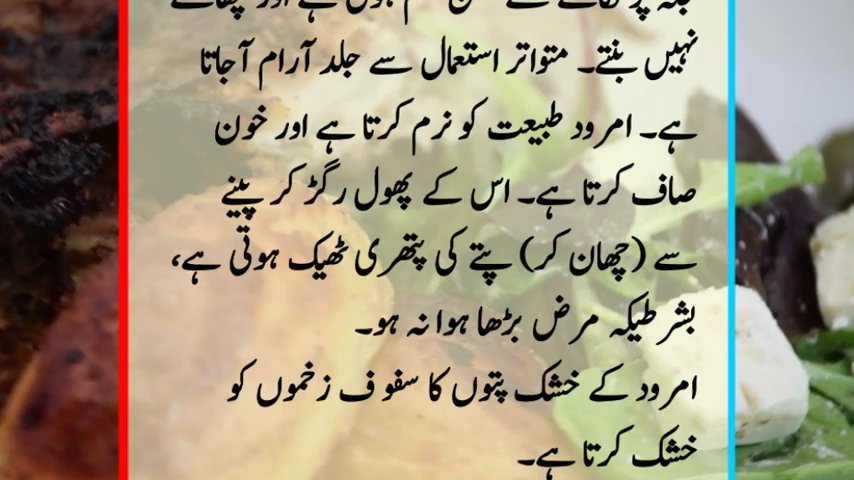 نہیں بنتے۔ متواتر استعمال سے جلد آرام آجاتا
ہے۔ امرود طبیعت کو نرم کرتا ہے اور خون
صاف کرتا ہے۔ اس کے پھول رگڑ کر پینے
سے (چھان کر) پتے کی پتھری ٹھیک ہوتی ہے،
بشرطیکہ مرض بڑھا ہوا نہ ہو۔
امرود کے خشک پتوں کا سفوف زخموں کو
خشک کرتا ہے۔